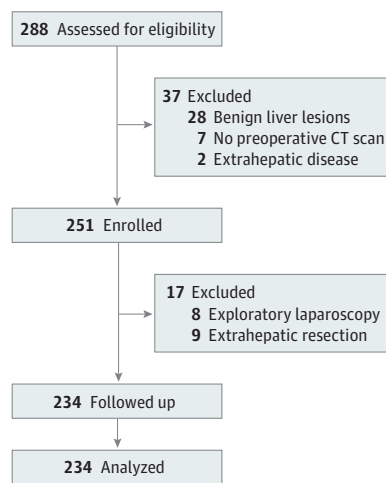 288 Assessed for eligibility
37 Excluded
28 Benign liver lesions
7 No preoperative CT scan
2 Extrahepatic disease
251 Enrolled
17 Excluded
8 Exploratory laparoscopy
9 Extrahepatic resection
234 Followed up
234 Analyzed